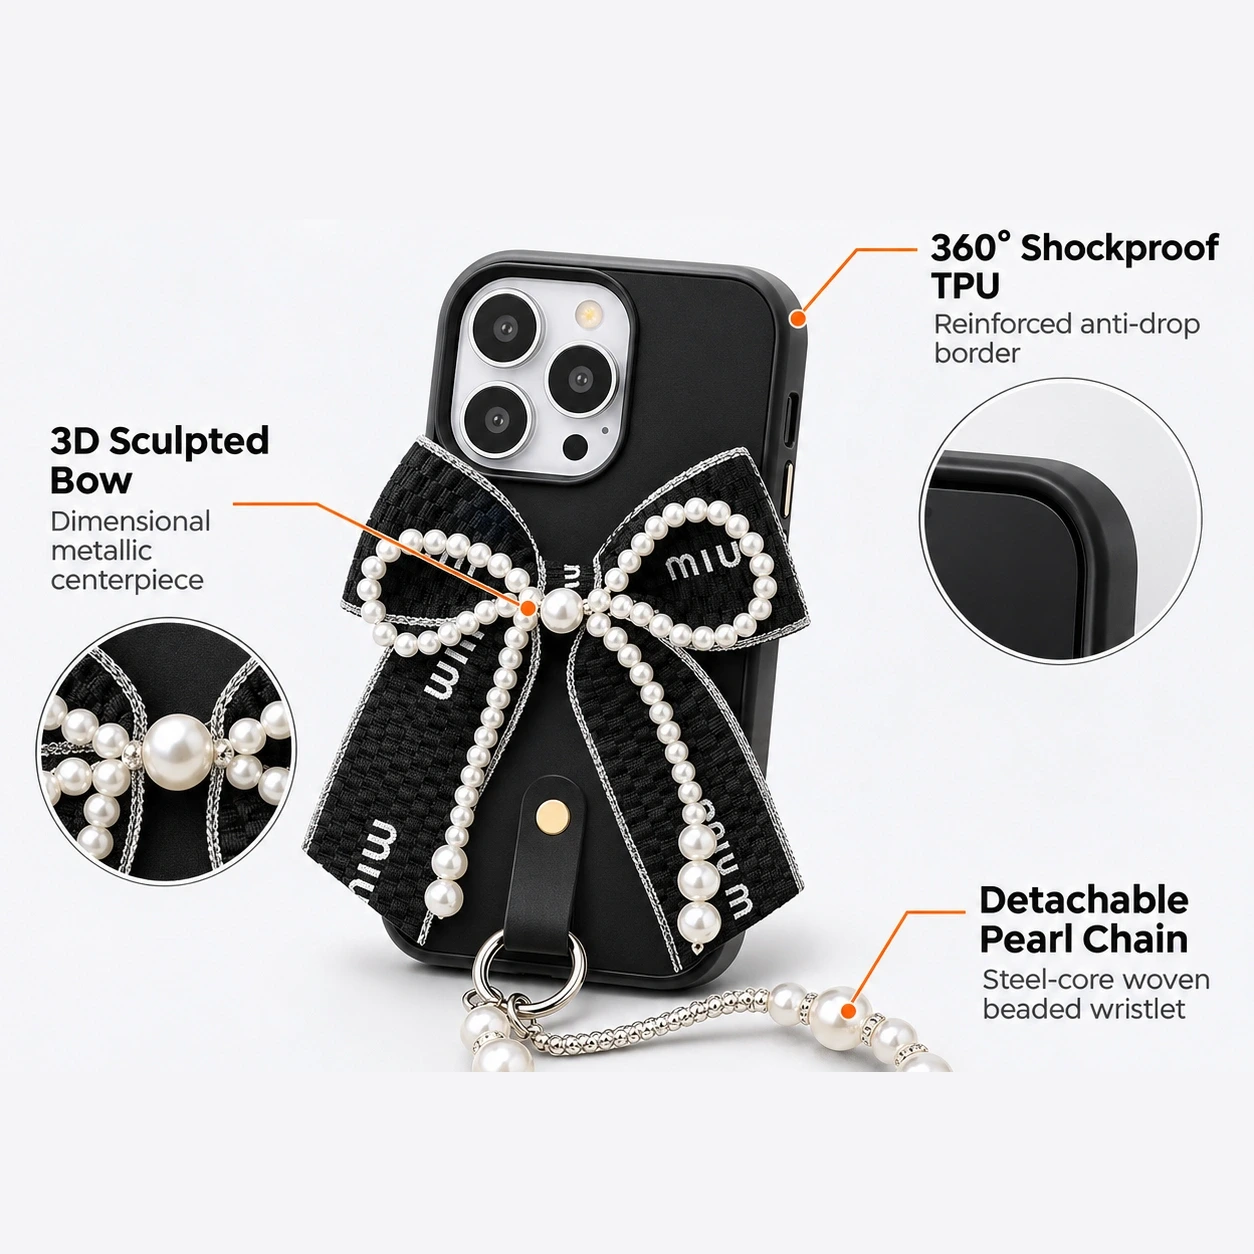 360° Shockproof
TPU
Reinforced anti-drop
border
3D Sculpted
Bow
Dimensional
metallic
centerpiece
miu
miu
miu
Detachable
Pearl Chain
Steel-core woven
beaded wristlet